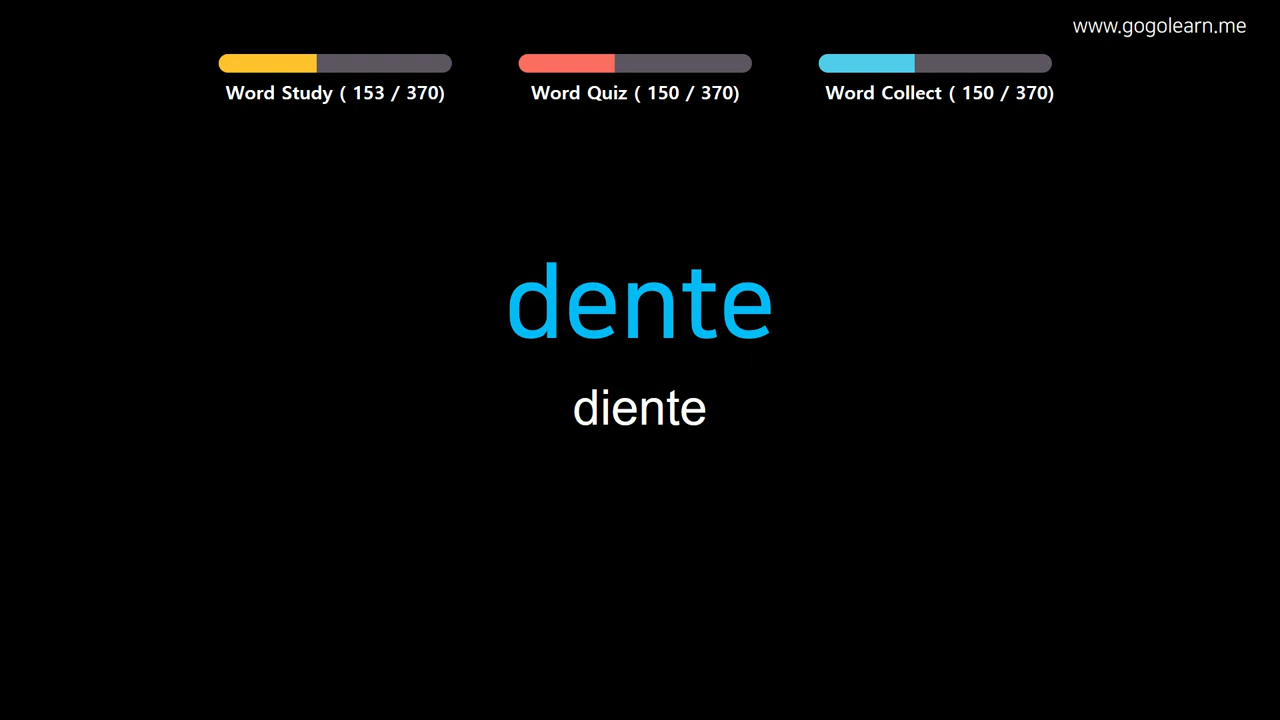 www.gogolearn.me
Word Study ( 153 / 370)
Word Quiz ( 150 / 370)
Word Collect ( 150 / 370)
dente
diente